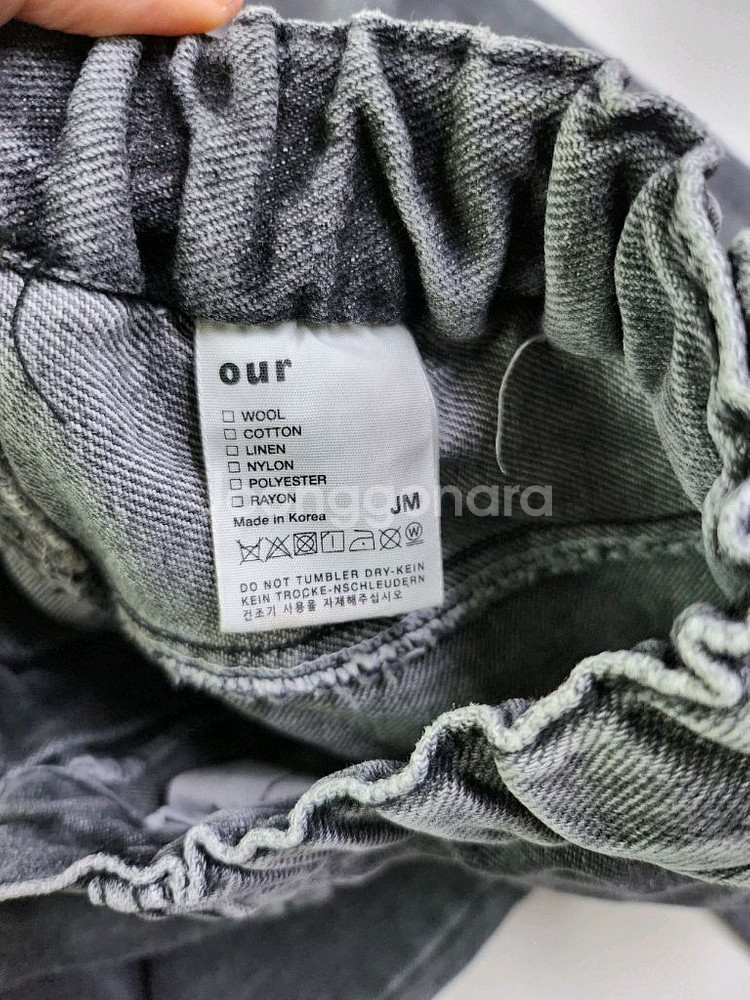 our
☐ WOOL
☐ COTTON
☐ LINEN
☐ NYLON
☐ POLYESTER
☐ RAYON
JM
Made in Korea
W
DO NOT TUMBLER DRY-KEIN
KEIN TROCKE-NSCHLEUDERN
건조기 사용을 자제해주십시오